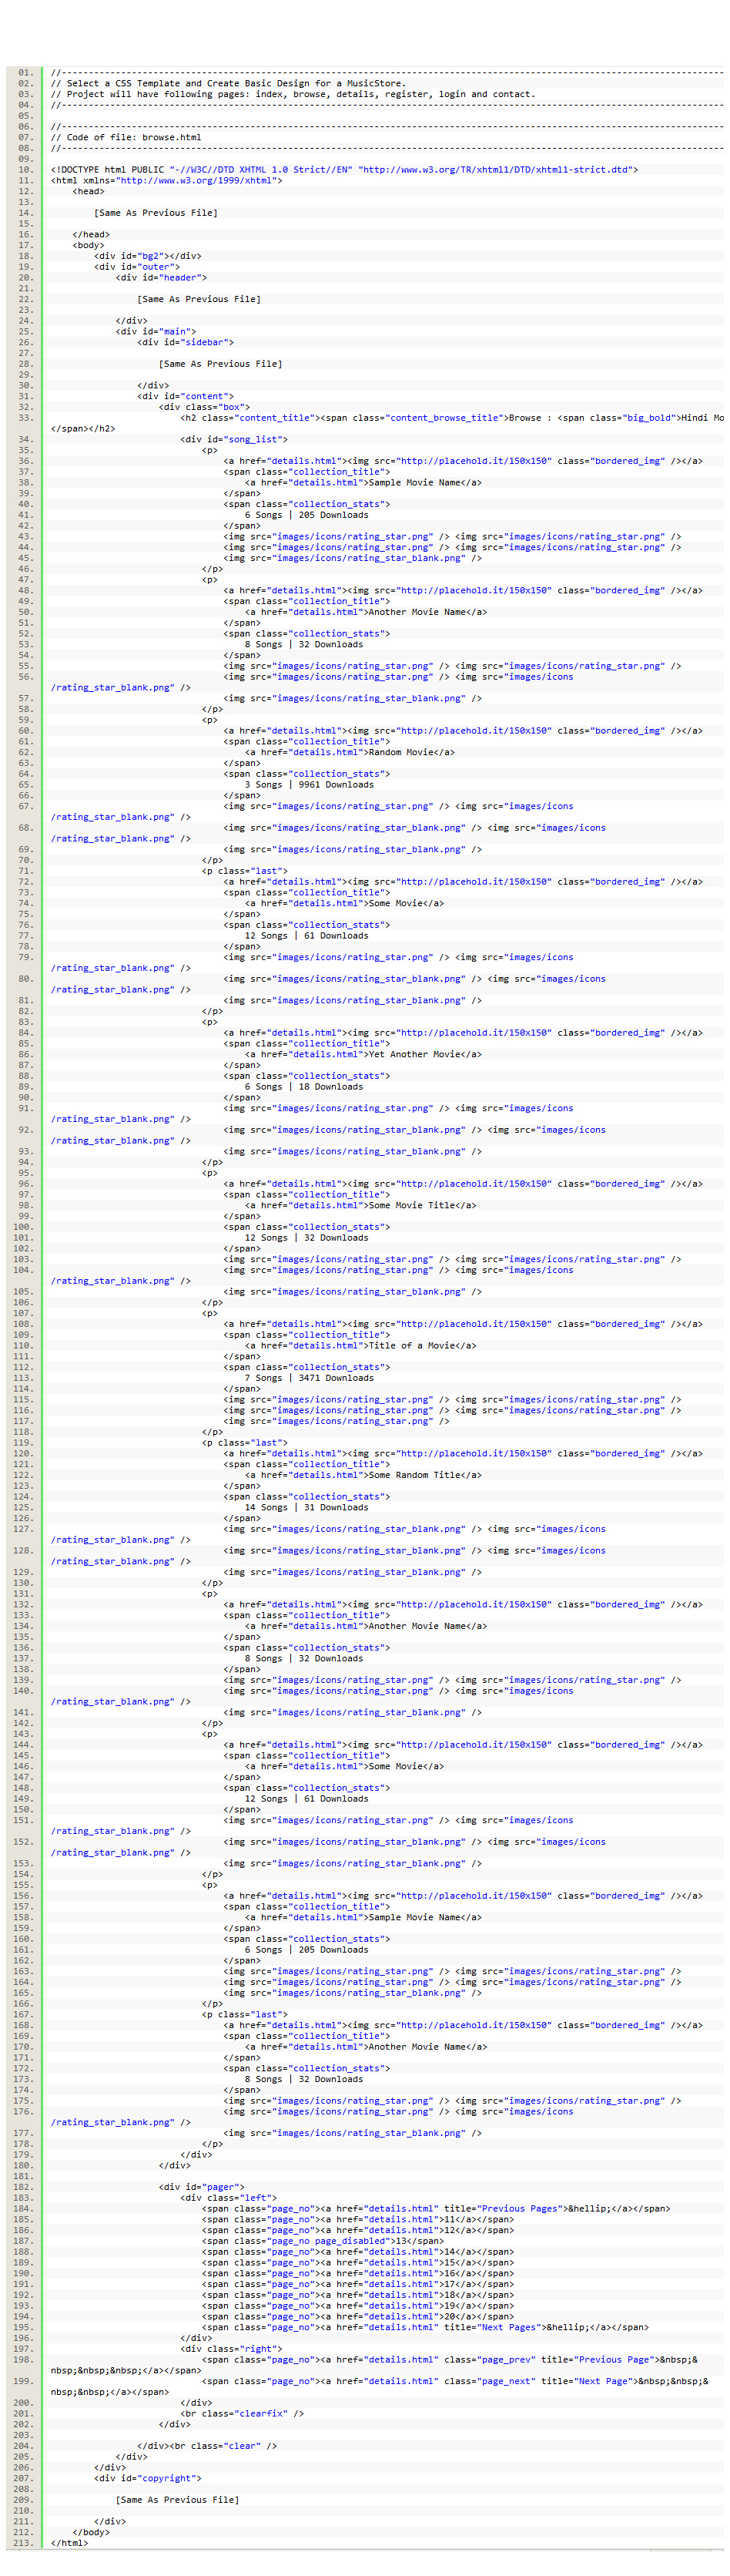 01. //---------------------------------------------------------------------------------------------------------------------------
02. // Select a CSS Template and Create Basic Design for a MusicStore.
03. // Project will have following pages: index, browse, details, register, login and contact.
04. //---------------------------------------------------------------------------------------------------------------------------
05.
06. //---------------------------------------------------------------------------------------------------------------------------
07. // Code of file: browse.html
08. //---------------------------------------------------------------------------------------------------------------------------
09.
10. <!DOCTYPE html PUBLIC "-//W3C//DTD XHTML 1.0 Strict//EN" "http://www.w3.org/TR/xhtml1/DTD/xhtml1-strict.dtd">
11. <html xmlns="http://www.w3.org/1999/xhtml">
12. <head>
13.
14. [Same As Previous File]
15.
16. </head>
17. <body>
18. <div id="bg2"></div>
19. <div id="outer">
20. <div id="header">
21.
22. [Same As Previous File]
23.
24. </div>
25. <div id="main">
26. <div id="sidebar">
27.
28. [Same As Previous File]
29.
30. </div>
31. <div id="content">
32. <div class="box">
33. <h2 class="content_title"><span class="content_browse_title">Browse : <span class="big_bold">Hindi Mo
</span></h2>
34. <div id="song_list">
35. <p>
36. <a href="details.html"><img src="http://placehold.it/150x150" class="bordered_img" /></a>
37. <span class="collection_title">
38. <a href="details.html">Sample Movie Name</a>
39. </span>
40. <span class="collection_stats">
41. 6 Songs | 205 Downloads
42. </span>
43. <img src="images/icons/rating_star.png" /> <img src="images/icons/rating_star.png" />
44. <img src="images/icons/rating_star.png" /> <img src="images/icons/rating_star.png" />
45. <img src="images/icons/rating_star_blank.png" />
46. </p>
47. <p>
48. <a href="details.html"><img src="http://placehold.it/150x150" class="bordered_img" /></a>
49. <span class="collection_title">
50. <a href="details.html">Another Movie Name</a>
51. </span>
52. <span class="collection_stats">
53. 8 Songs | 32 Downloads
54. </span>
55. <img src="images/icons/rating_star.png" /> <img src="images/icons/rating_star.png" />
56. <img src="images/icons/rating_star.png" /> <img src="images/icons
/rating_star_blank.png" />
57. <img src="images/icons/rating_star_blank.png" />
58. </p>
59. <p>
60. <a href="details.html"><img src="http://placehold.it/150x150" class="bordered_img" /></a>
61. <span class="collection_title">
62. <a href="details.html">Random Movie</a>
63. </span>
64. <span class="collection_stats">
65. 3 Songs | 9961 Downloads
66. </span>
67. <img src="images/icons/rating_star.png" /> <img src="images/icons
/rating_star_blank.png" />
68. <img src="images/icons/rating_star_blank.png" /> <img src="images/icons
/rating_star_blank.png" />
69. <img src="images/icons/rating_star_blank.png" />
70. </p>
71. <p class="last">
72. <a href="details.html"><img src="http://placehold.it/150x150" class="bordered_img" /></a>
73. <span class="collection_title">
74. <a href="details.html">Some Movie</a>
75. </span>
76. <span class="collection_stats">
77. 12 Songs | 61 Downloads
78. </span>
79. <img src="images/icons/rating_star.png" /> <img src="images/icons
/rating_star_blank.png" />
80. <img src="images/icons/rating_star_blank.png" /> <img src="images/icons
/rating_star_blank.png" />
81. <img src="images/icons/rating_star_blank.png" />
82. </p>
83. <p>
84. <a href="details.html"><img src="http://placehold.it/150x150" class="bordered_img" /></a>
85. <span class="collection_title">
86. <a href="details.html">Yet Another Movie</a>
87. </span>
88. <span class="collection_stats">
89. 6 Songs | 18 Downloads
90. </span>
91. <img src="images/icons/rating_star.png" /> <img src="images/icons
/rating_star_blank.png" />
92. <img src="images/icons/rating_star_blank.png" /> <img src="images/icons
/rating_star_blank.png" />
93. <img src="images/icons/rating_star_blank.png" />
94. </p>
95. <p>
96. <a href="details.html"><img src="http://placehold.it/150x150" class="bordered_img" /></a>
97. <span class="collection_title">
98. <a href="details.html">Some Movie Title</a>
99. </span>
100. <span class="collection_stats">
101. 12 Songs | 32 Downloads
102. </span>
103. <img src="images/icons/rating_star.png" /> <img src="images/icons/rating_star.png" />
104. <img src="images/icons/rating_star.png" /> <img src="images/icons
/rating_star_blank.png" />
105. <img src="images/icons/rating_star_blank.png" />
106. </p>
107. <p>
108. <a href="details.html"><img src="http://placehold.it/150x150" class="bordered_img" /></a>
109. <span class="collection_title">
110. <a href="details.html">Title of a Movie</a>
111. </span>
112. <span class="collection_stats">
113. 7 Songs | 3471 Downloads
114. </span>
115. <img src="images/icons/rating_star.png" /> <img src="images/icons/rating_star.png" />
116. <img src="images/icons/rating_star.png" /> <img src="images/icons/rating_star.png" />
117. <img src="images/icons/rating_star.png" />
118. </p>
119. <p class="last">
120. <a href="details.html"><img src="http://placehold.it/150x150" class="bordered_img" /></a>
121. <span class="collection_title">
122. <a href="details.html">Some Random Title</a>
123. </span>
124. <span class="collection_stats">
125. 14 Songs | 31 Downloads
126. </span>
127. <img src="images/icons/rating_star_blank.png" /> <img src="images/icons
/rating_star_blank.png" />
128. <img src="images/icons/rating_star_blank.png" /> <img src="images/icons
/rating_star_blank.png" />
129. <img src="images/icons/rating_star_blank.png" />
130. </p>
131. <p>
132. <a href="details.html"><img src="http://placehold.it/150x150" class="bordered_img" /></a>
133. <span class="collection_title">
134. <a href="details.html">Another Movie Name</a>
135. </span>
136. <span class="collection_stats">
137. 8 Songs | 32 Downloads
138. </span>
139. <img src="images/icons/rating_star.png" /> <img src="images/icons/rating_star.png" />
140. <img src="images/icons/rating_star.png" /> <img src="images/icons
/rating_star_blank.png" />
141. <img src="images/icons/rating_star_blank.png" />
142. </p>
143. <p>
144. <a href="details.html"><img src="http://placehold.it/150x150" class="bordered_img" /></a>
145. <span class="collection_title">
146. <a href="details.html">Some Movie</a>
147. </span>
148. <span class="collection_stats">
149. 12 Songs | 61 Downloads
150. </span>
151. <img src="images/icons/rating_star.png" /> <img src="images/icons
/rating_star_blank.png" />
152. <img src="images/icons/rating_star_blank.png" /> <img src="images/icons
/rating_star_blank.png" />
153. <img src="images/icons/rating_star_blank.png" />
154. </p>
155. <p>
156. <a href="details.html"><img src="http://placehold.it/150x150" class="bordered_img" /></a>
157. <span class="collection_title">
158. <a href="details.html">Sample Movie Name</a>
159. </span>
160. <span class="collection_stats">
161. 6 Songs | 205 Downloads
162. </span>
163. <img src="images/icons/rating_star.png" /> <img src="images/icons/rating_star.png" />
164. <img src="images/icons/rating_star.png" /> <img src="images/icons/rating_star.png" />
165. <img src="images/icons/rating_star_blank.png" />
166. </p>
167. <p class="last">
168. <a href="details.html"><img src="http://placehold.it/150x150" class="bordered_img" /></a>
169. <span class="collection_title">
170. <a href="details.html">Another Movie Name</a>
171. </span>
172. <span class="collection_stats">
173. 8 Songs | 32 Downloads
174. </span>
175. <img src="images/icons/rating_star.png" /> <img src="images/icons/rating_star.png" />
176. <img src="images/icons/rating_star.png" /> <img src="images/icons
/rating_star_blank.png" />
177. <img src="images/icons/rating_star_blank.png" />
178. </p>
179. </div>
180. </div>
181.
182. <div id="pager">
183. <div class="left">
184. <span class="page_no"><a href="details.html" title="Previous Pages">&hellip;</a></span>
185. <span class="page_no"><a href="details.html">11</a></span>
186. <span class="page_no"><a href="details.html">12</a></span>
187. <span class="page_no page_disabled">13</span>
188. <span class="page_no"><a href="details.html">14</a></span>
189. <span class="page_no"><a href="details.html">15</a></span>
190. <span class="page_no"><a href="details.html">16</a></span>
191. <span class="page_no"><a href="details.html">17</a></span>
192. <span class="page_no"><a href="details.html">18</a></span>
193. <span class="page_no"><a href="details.html">19</a></span>
194. <span class="page_no"><a href="details.html">20</a></span>
195. <span class="page_no"><a href="details.html" title="Next Pages">&hellip;</a></span>
196. </div>
197. <div class="right">
198. <span class="page_no"><a href="details.html" class="page_prev" title="Previous Page">&nbsp;&
nbsp;&nbsp;&nbsp;</a></span>
199. <span class="page_no"><a href="details.html" class="page_next" title="Next Page">&nbsp;&nbsp;&
nbsp;&nbsp;</a></span>
200. </div>
201. <br class="clearfix" />
202. </div>
203.
204. </div><br class="clear" />
205. </div>
206. </div>
207. <div id="copyright">
208.
209. [Same As Previous File]
210.
211. </div>
212. </body>
213. </html>